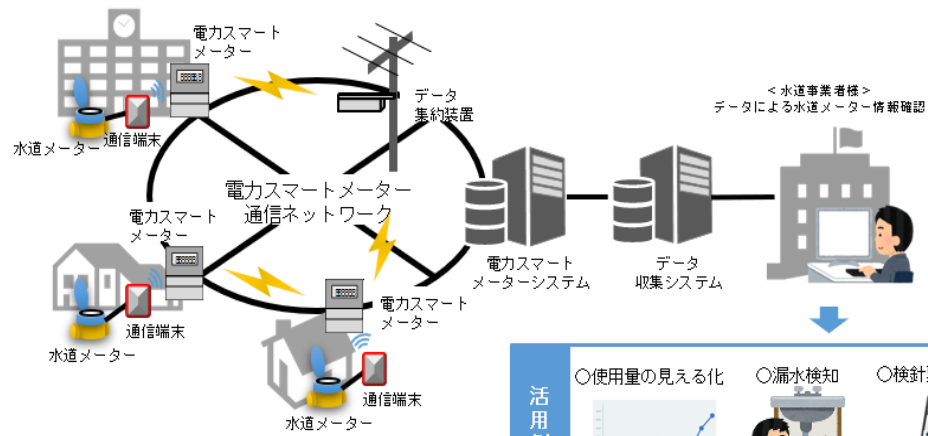 電力スマート
メーター
データ
集約装置
<水道事業者様>
データによる水道メーター情報確認
水道メーター
通信端末
電力スマートメーター
通信ネットワーク
電力スマート
メーター
電力スマート
メーターシステム
データ
収集システム
通信端末
水道メーター
電力スマート
メーター
通信端末
水道メーター
活用
○使用量の見える化
○漏水検知
○検針